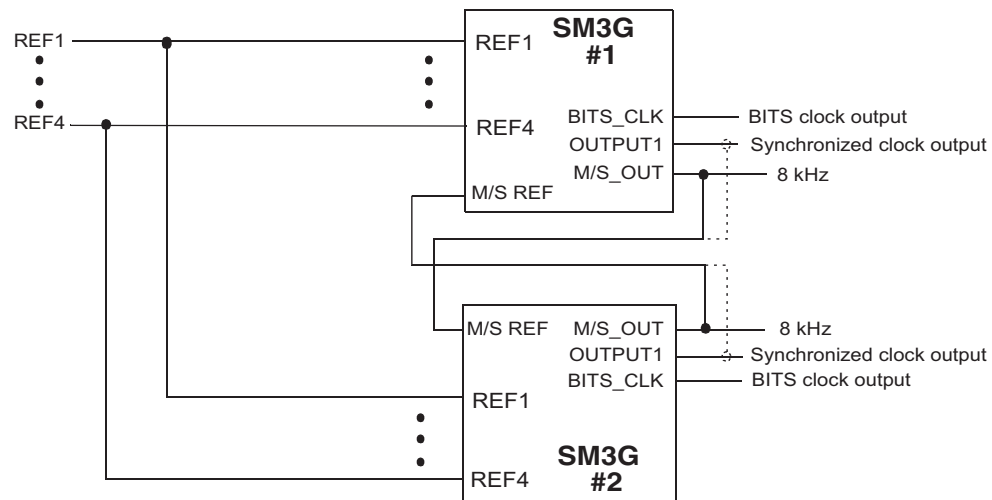 REF1
REF4
REF1
SM3G
#1
REF4
BITS_CLK
OUTPUT1
M/S_OUT
M/S REF
BITS clock output
Synchronized clock output
8 kHz
M/S REF
M/S_OUT
OUTPUT1
BITS_CLK
REF1
SM3G
#2
REF4
8 kHz
Synchronized clock output
BITS clock output